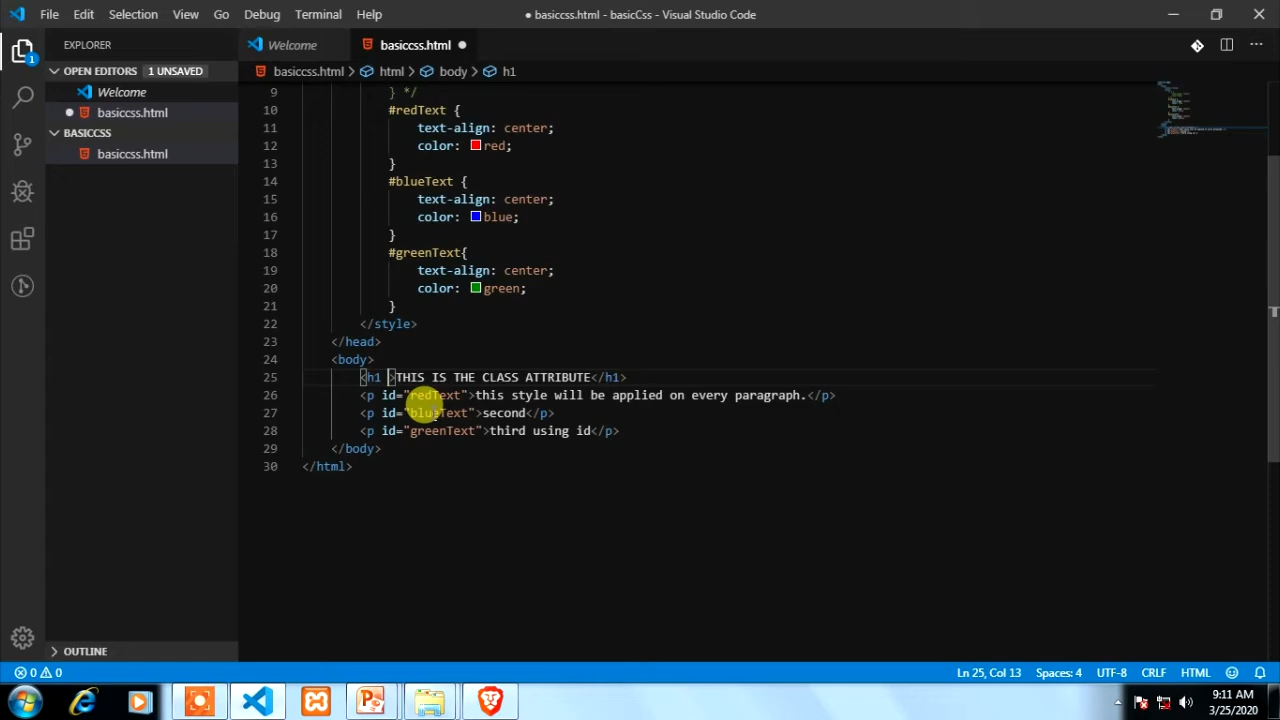 File Edit Selection View Go Debug Terminal Help
● basiccss.html - basicCss - Visual Studio Code
EXPLORER
Welcome
basiccss.html
OPEN EDITORS 1 UNSAVED
basiccss.html > html > body > h1
Welcome
basiccss.html
BASICCSS
basiccss.html
1
9 } */
10 #redText {
11 text-align: center;
12 color: red;
13 }
14 #blueText {
15 text-align: center;
16 color: blue;
17 }
18 #greenText{
19 text-align: center;
20 color: green;
21 }
22 </style>
23 </head>
24 <body>
25 <h1 >THIS IS THE CLASS ATTRIBUTE</h1>
26 <p id="redText">this style will be applied on every paragraph.</p>
27 <p id="blueText">second</p>
28 <p id="greenText">third using id</p>
29 </body>
30 </html>
OUTLINE
0 0
Ln 25, Col 13 Spaces: 4 UTF-8 CRLF HTML
9:11 AM
3/25/2020